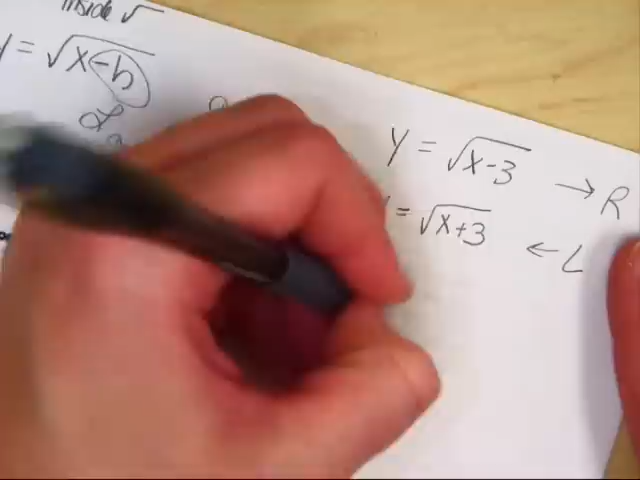 inside √
y = √x-h
y = √x-3 → R
= √x+3 ← L